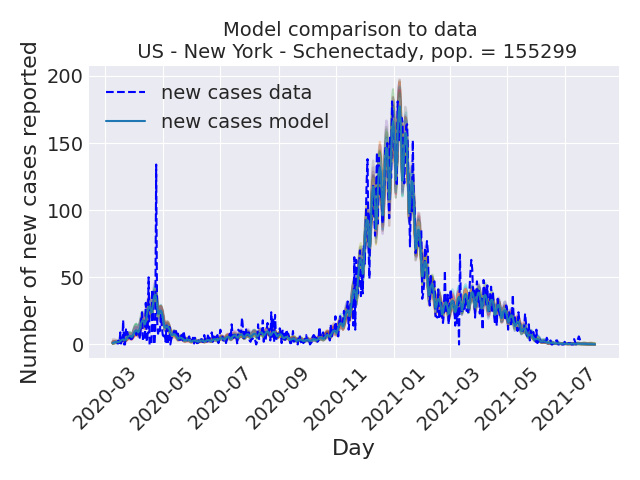 Model comparison to data
US - New York - Schenectady, pop. = 155299
Number of new cases reported
200
150
100
50
0
new cases data
new cases model
2020-03
2020-05
2020-07
2020-09
2020-11
2021-01
2021-03
2021-05
2021-07
Day